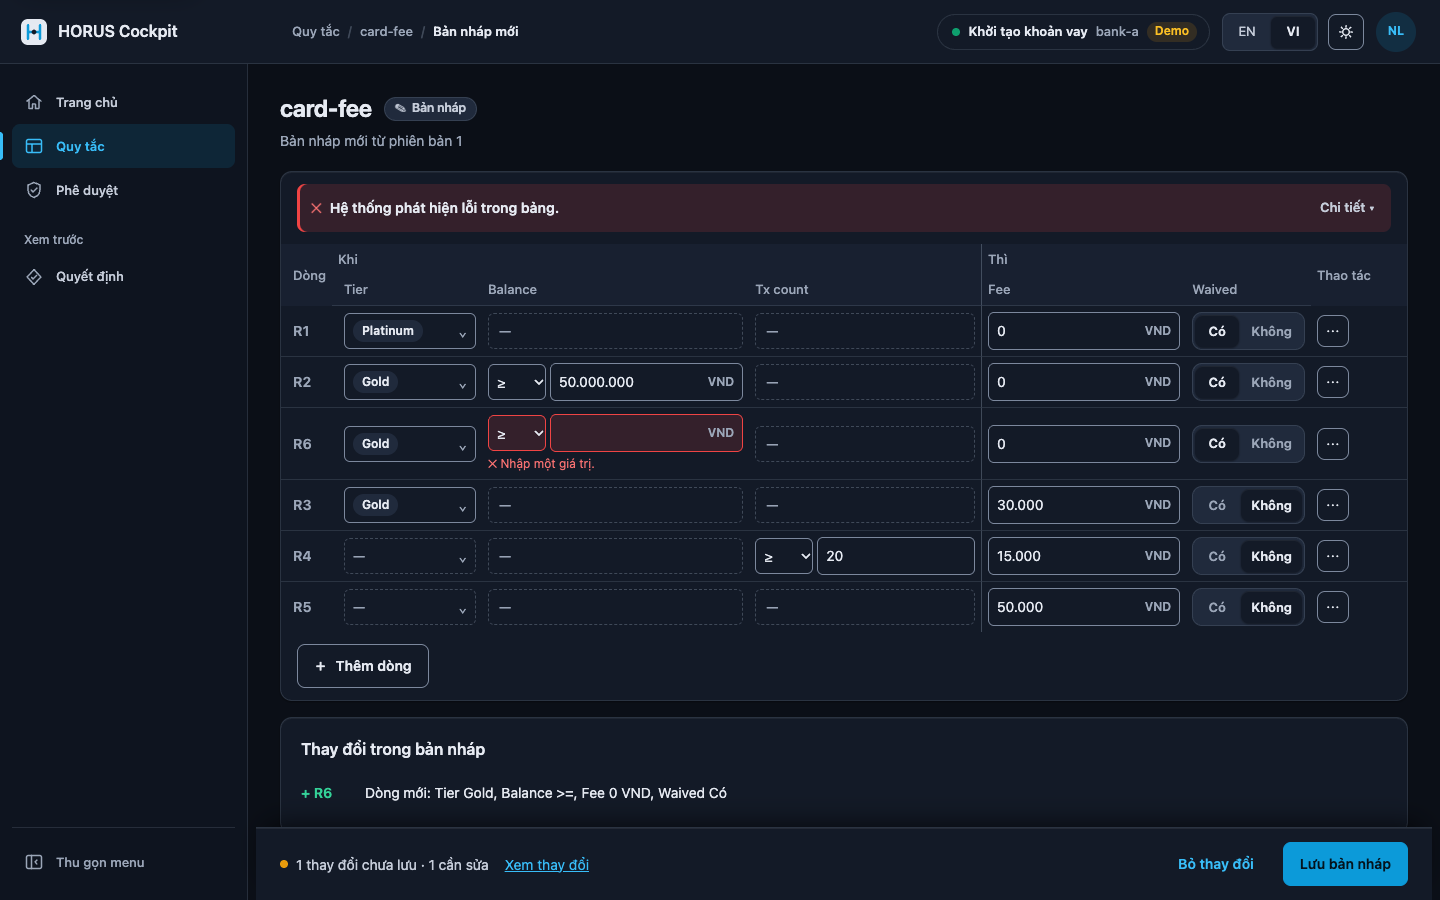 HORUS Cockpit
Quy tắc / card-fee / Bản nháp mới
Khởi tạo khoản vay bank-a Demo
EN VI
NL
Trang chủ
Quy tắc
Phê duyệt
Xem trước
Quyết định
Thu gọn menu
card-fee ✎ Bản nháp
Bản nháp mới từ phiên bản 1
Hệ thống phát hiện lỗi trong bảng. Chi tiết ▾
Dòng Khi Thì Thao tác
Tier Balance Tx count Fee Waived
R1 Platinum — — 0 VND Có Không ...
R2 Gold ≥ 50.000.000 VND — 0 VND Có Không ...
R6 Gold ≥ VND — 0 VND Có Không ...
Nhập một giá trị.
R3 Gold — — 30.000 VND Có Không ...
R4 — — ≥ 20 15.000 VND Có Không ...
R5 — — — 50.000 VND Có Không ...
+ Thêm dòng
Thay đổi trong bản nháp
+ R6 Dòng mới: Tier Gold, Balance >=, Fee 0 VND, Waived Có
1 thay đổi chưa lưu · 1 cần sửa Xem thay đổi
Bỏ thay đổi
Lưu bản nháp